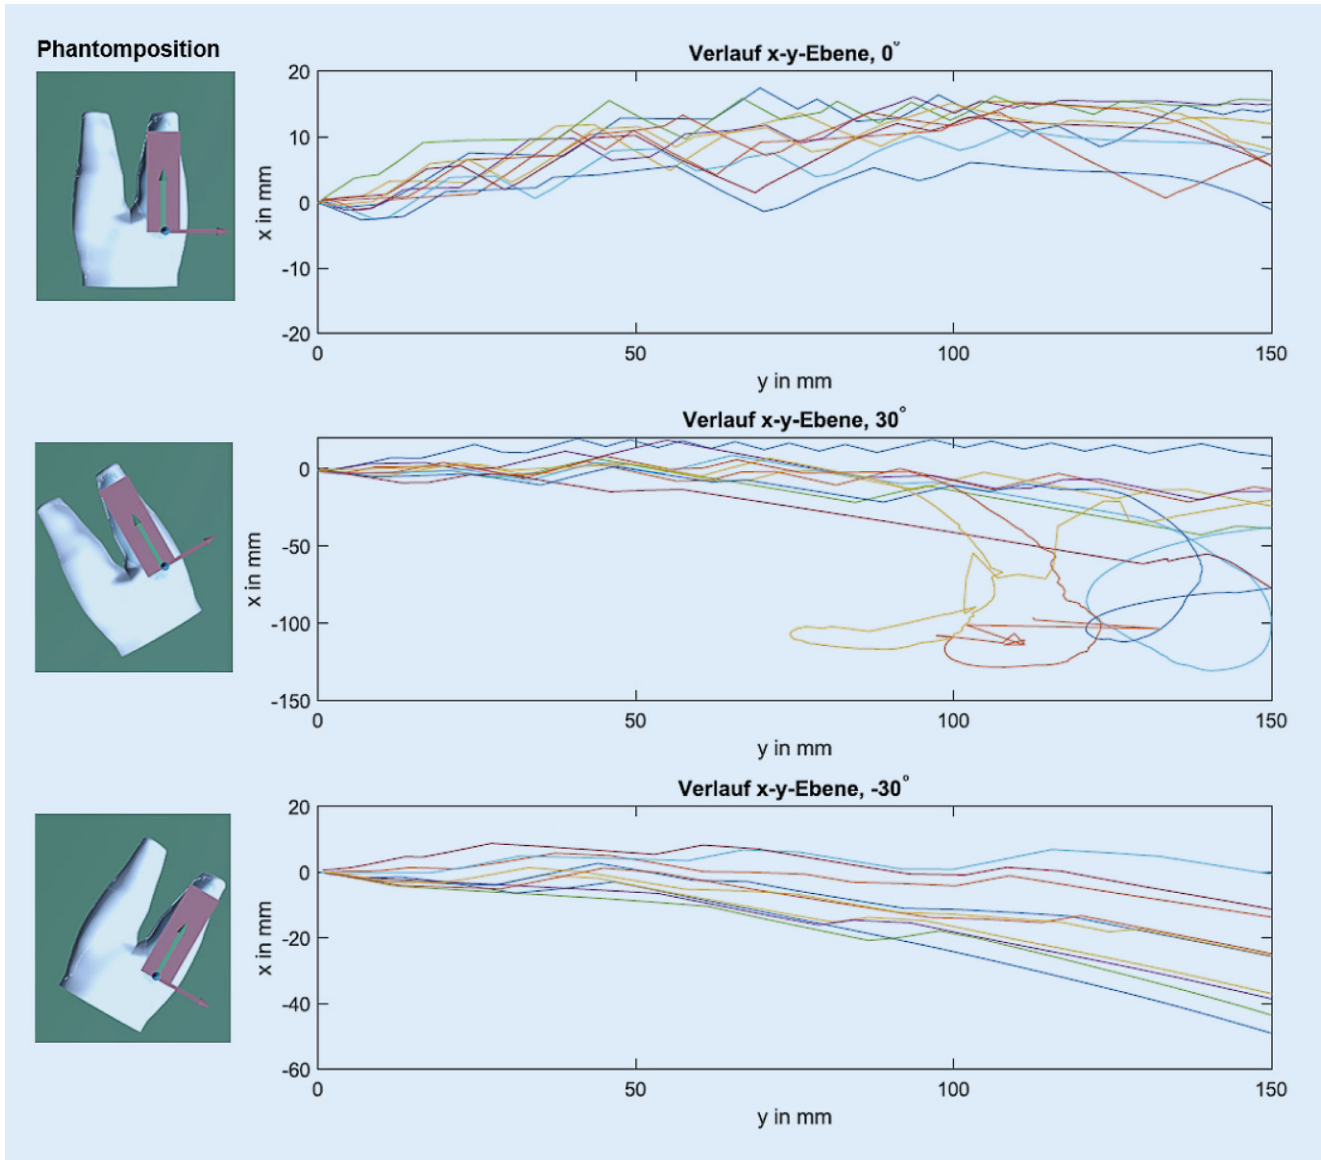 Phantomposition
Verlauf x-y-Ebene, 0°
20
10
0
-10
-20
x in mm
0 50 100 150
y in mm
Verlauf x-y-Ebene, 30°
0
-50
-100
-150
x in mm
0 50 100 150
y in mm
Verlauf x-y-Ebene, -30°
20
0
-20
-40
-60
x in mm
0 50 100 150
y in mm